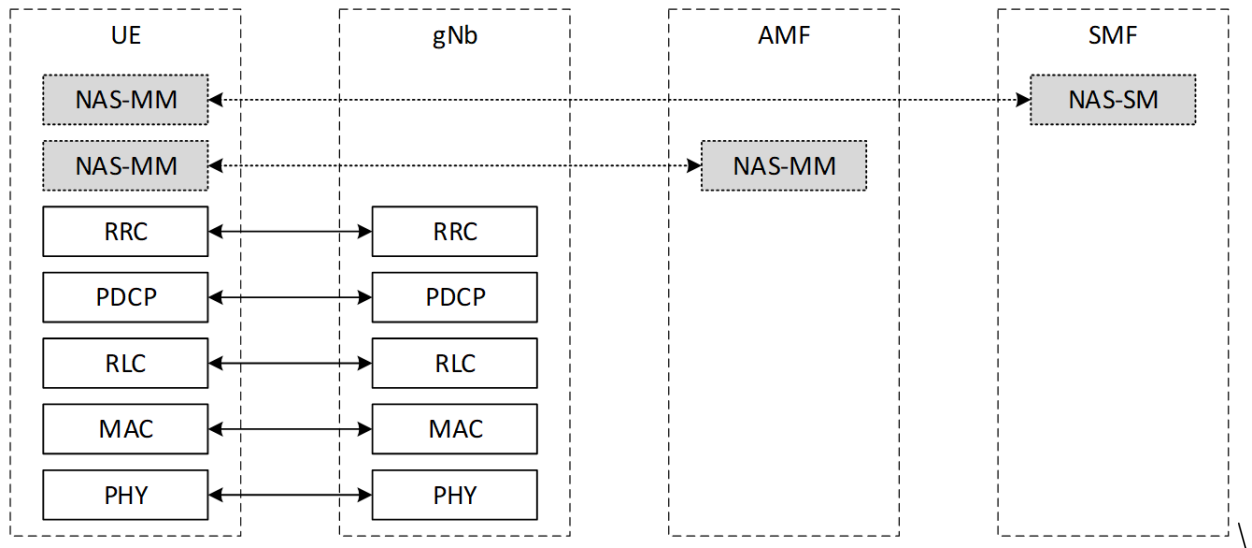 UE gNb AMF SMF
NAS-MM NAS-SM
NAS-MM NAS-MM
RRC RRC
PDCP PDCP
RLC RLC
MAC MAC
PHY PHY